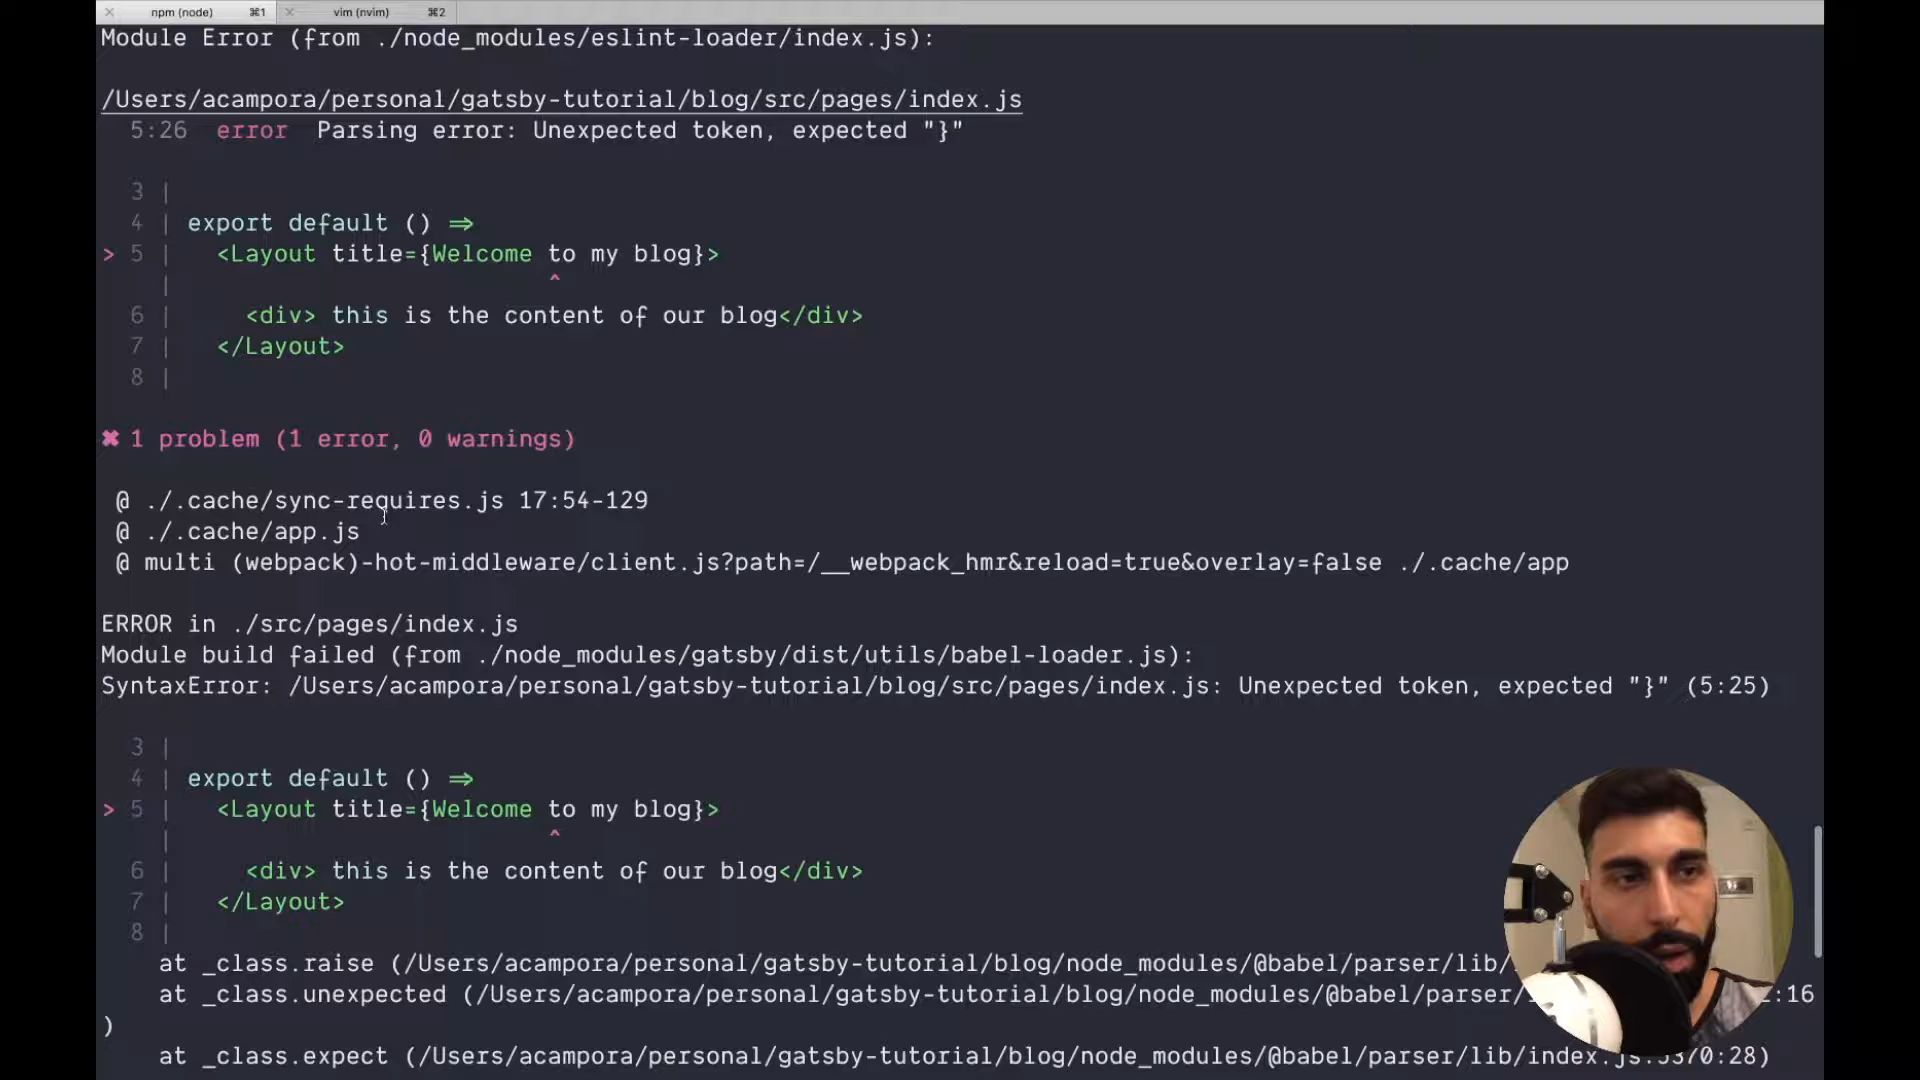 npm (node) ⌘1 vim (nvim) ⌘2
Module Error (from ./node_modules/eslint-loader/index.js):
/Users/acampora/personal/gatsby-tutorial/blog/src/pages/index.js
5:26 error Parsing error: Unexpected token, expected "}"
3 |
4 | export default () =>
> 5 | <Layout title={Welcome to my blog}>
| ^
6 | <div> this is the content of our blog</div>
7 | </Layout>
8 |
✖ 1 problem (1 error, 0 warnings)
@ ./.cache/sync-requires.js 17:54-129
@ ./.cache/app.js
@ multi (webpack)-hot-middleware/client.js?path=/__webpack_hmr&reload=true&overlay=false ./.cache/app
ERROR in ./src/pages/index.js
Module build failed (from ./node_modules/gatsby/dist/utils/babel-loader.js):
SyntaxError: /Users/acampora/personal/gatsby-tutorial/blog/src/pages/index.js: Unexpected token, expected "}" (5:25)
3 |
4 | export default () =>
> 5 | <Layout title={Welcome to my blog}>
| ^
6 | <div> this is the content of our blog</div>
7 | </Layout>
8 |
at _class.raise (/Users/acampora/personal/gatsby-tutorial/blog/node_modules/@babel/parser/lib/
at _class.unexpected (/Users/acampora/personal/gatsby-tutorial/blog/node_modules/@babel/parser/ :16
)
at _class.expect (/Users/acampora/personal/gatsby-tutorial/blog/node_modules/@babel/parser/lib/index.js: :28)